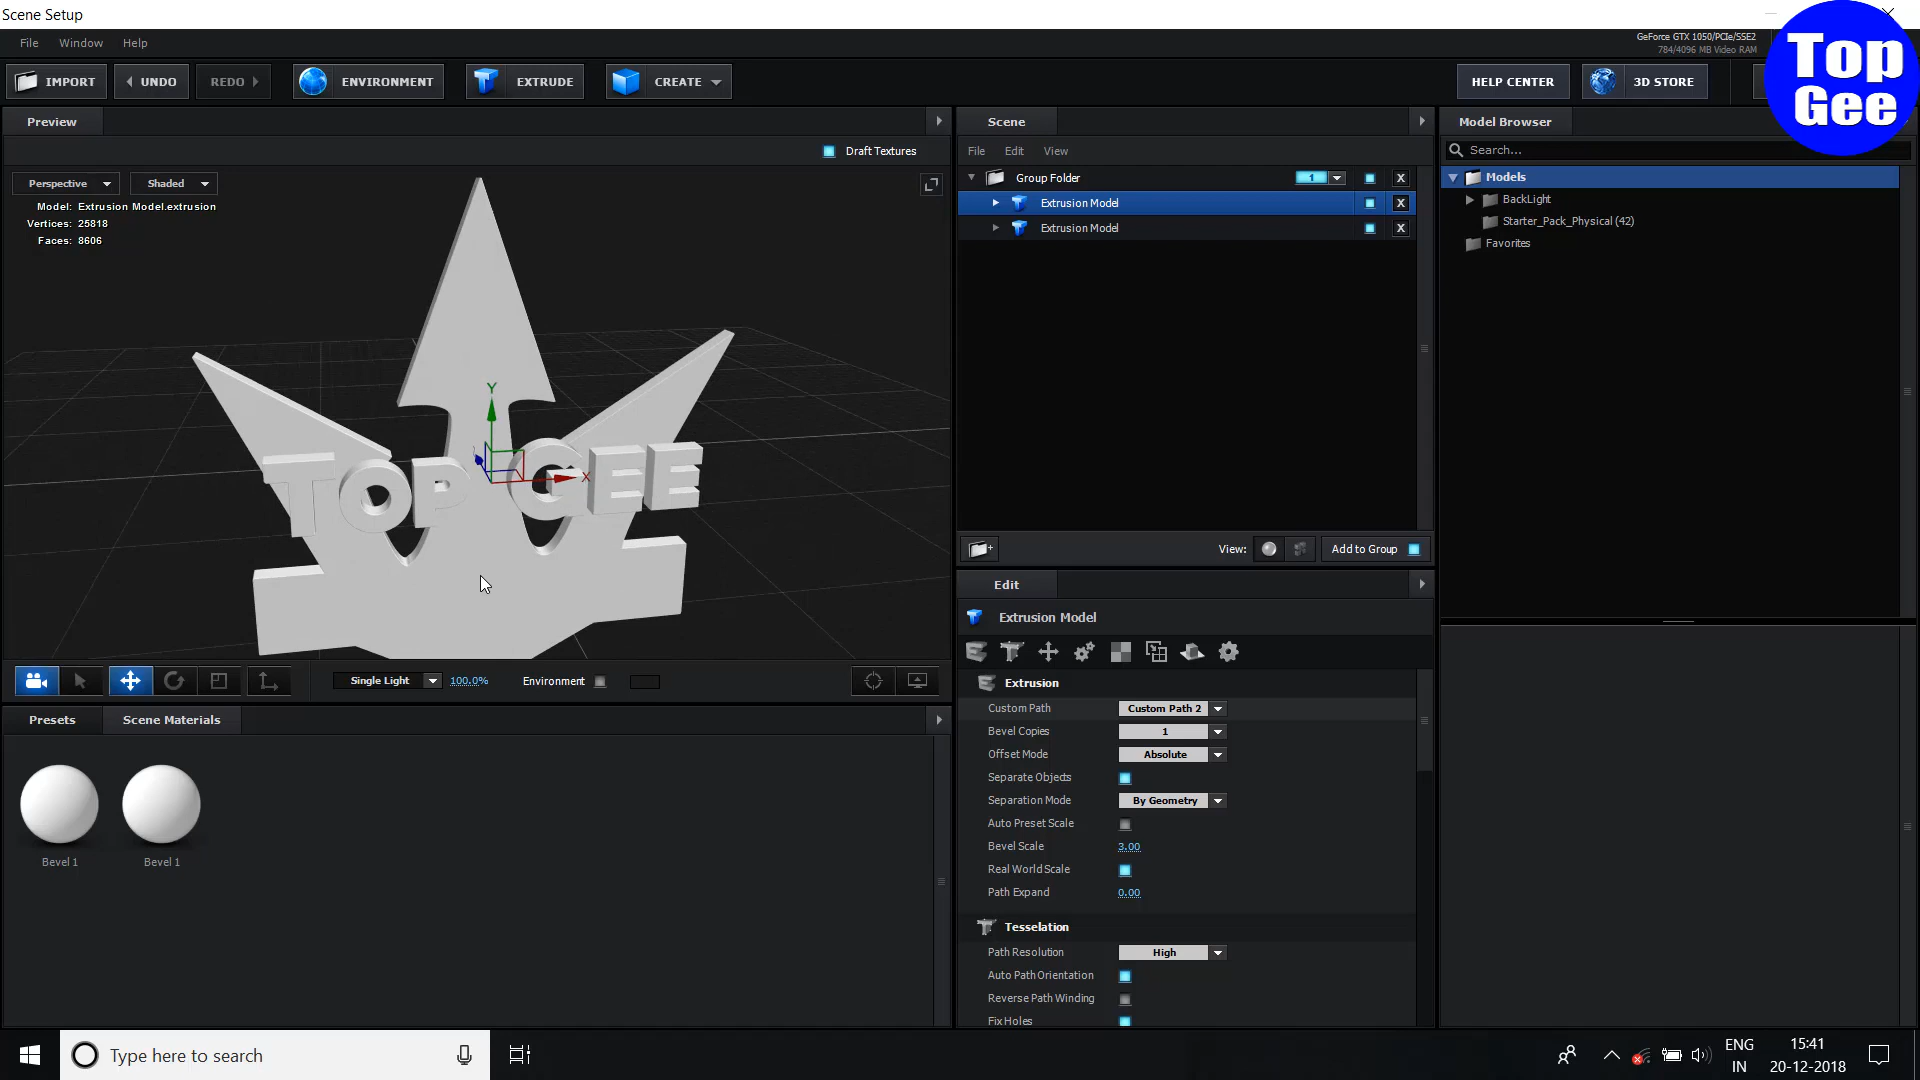 Scene Setup
File Window Help
GeForce GTX 1050/PCIe/SSE2
784/4096 MB Video RAM
IMPORT UNDO REDO ENVIRONMENT EXTRUDE CREATE HELP CENTER 3D STORE
Top
Gee
Preview
Draft Textures
Perspective Shaded
Model: Extrusion Model.extrusion
Vertices: 25818
Faces: 8606
Y
X
TOP GEE
Single Light 100.0% Environment
Presets Scene Materials
Bevel 1 Bevel 1
Scene
File Edit View
Group Folder 1 X
Extrusion Model X
Extrusion Model X
View: Add to Group
Edit
Extrusion Model
Extrusion
Custom Path Custom Path 2
Bevel Copies 1
Offset Mode Absolute
Separate Objects
Separation Mode By Geometry
Auto Preset Scale
Bevel Scale 3.00
Real World Scale
Path Expand 0.00
Tesselation
Path Resolution High
Auto Path Orientation
Reverse Path Winding
Fix Holes
Model Browser
Search...
Models
BackLight
Starter_Pack_Physical (42)
Favorites
Type here to search
ENG
IN
15:41
20-12-2018